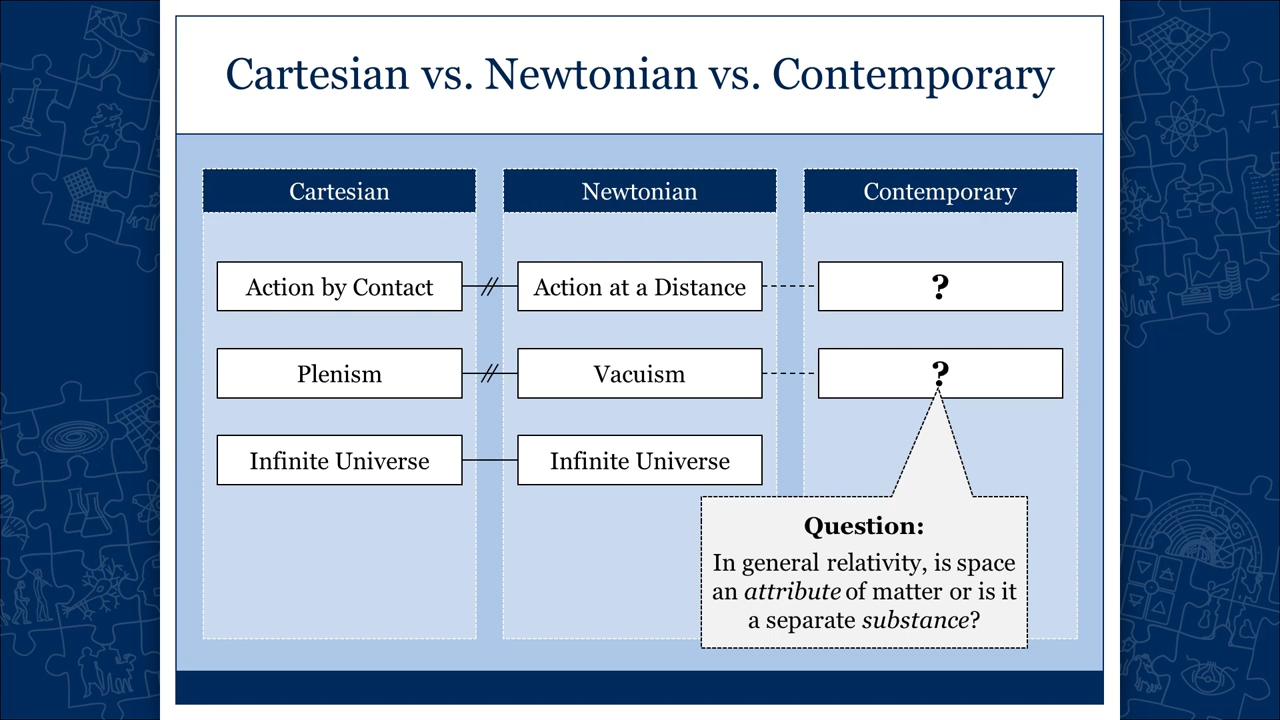 Cartesian vs. Newtonian vs. Contemporary
Cartesian
Newtonian
Contemporary
Action by Contact
Action at a Distance
?
Plenism
Vacuism
?
Infinite Universe
Infinite Universe
Question:
In general relativity, is space
an attribute of matter or is it
a separate substance?
√-1